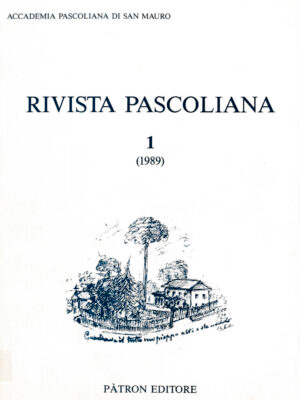 ACCADEMIA PASCOLIANA DI SAN MAURO
RIVISTA PASCOLIANA
1
(1989)
PÀTRON EDITORE